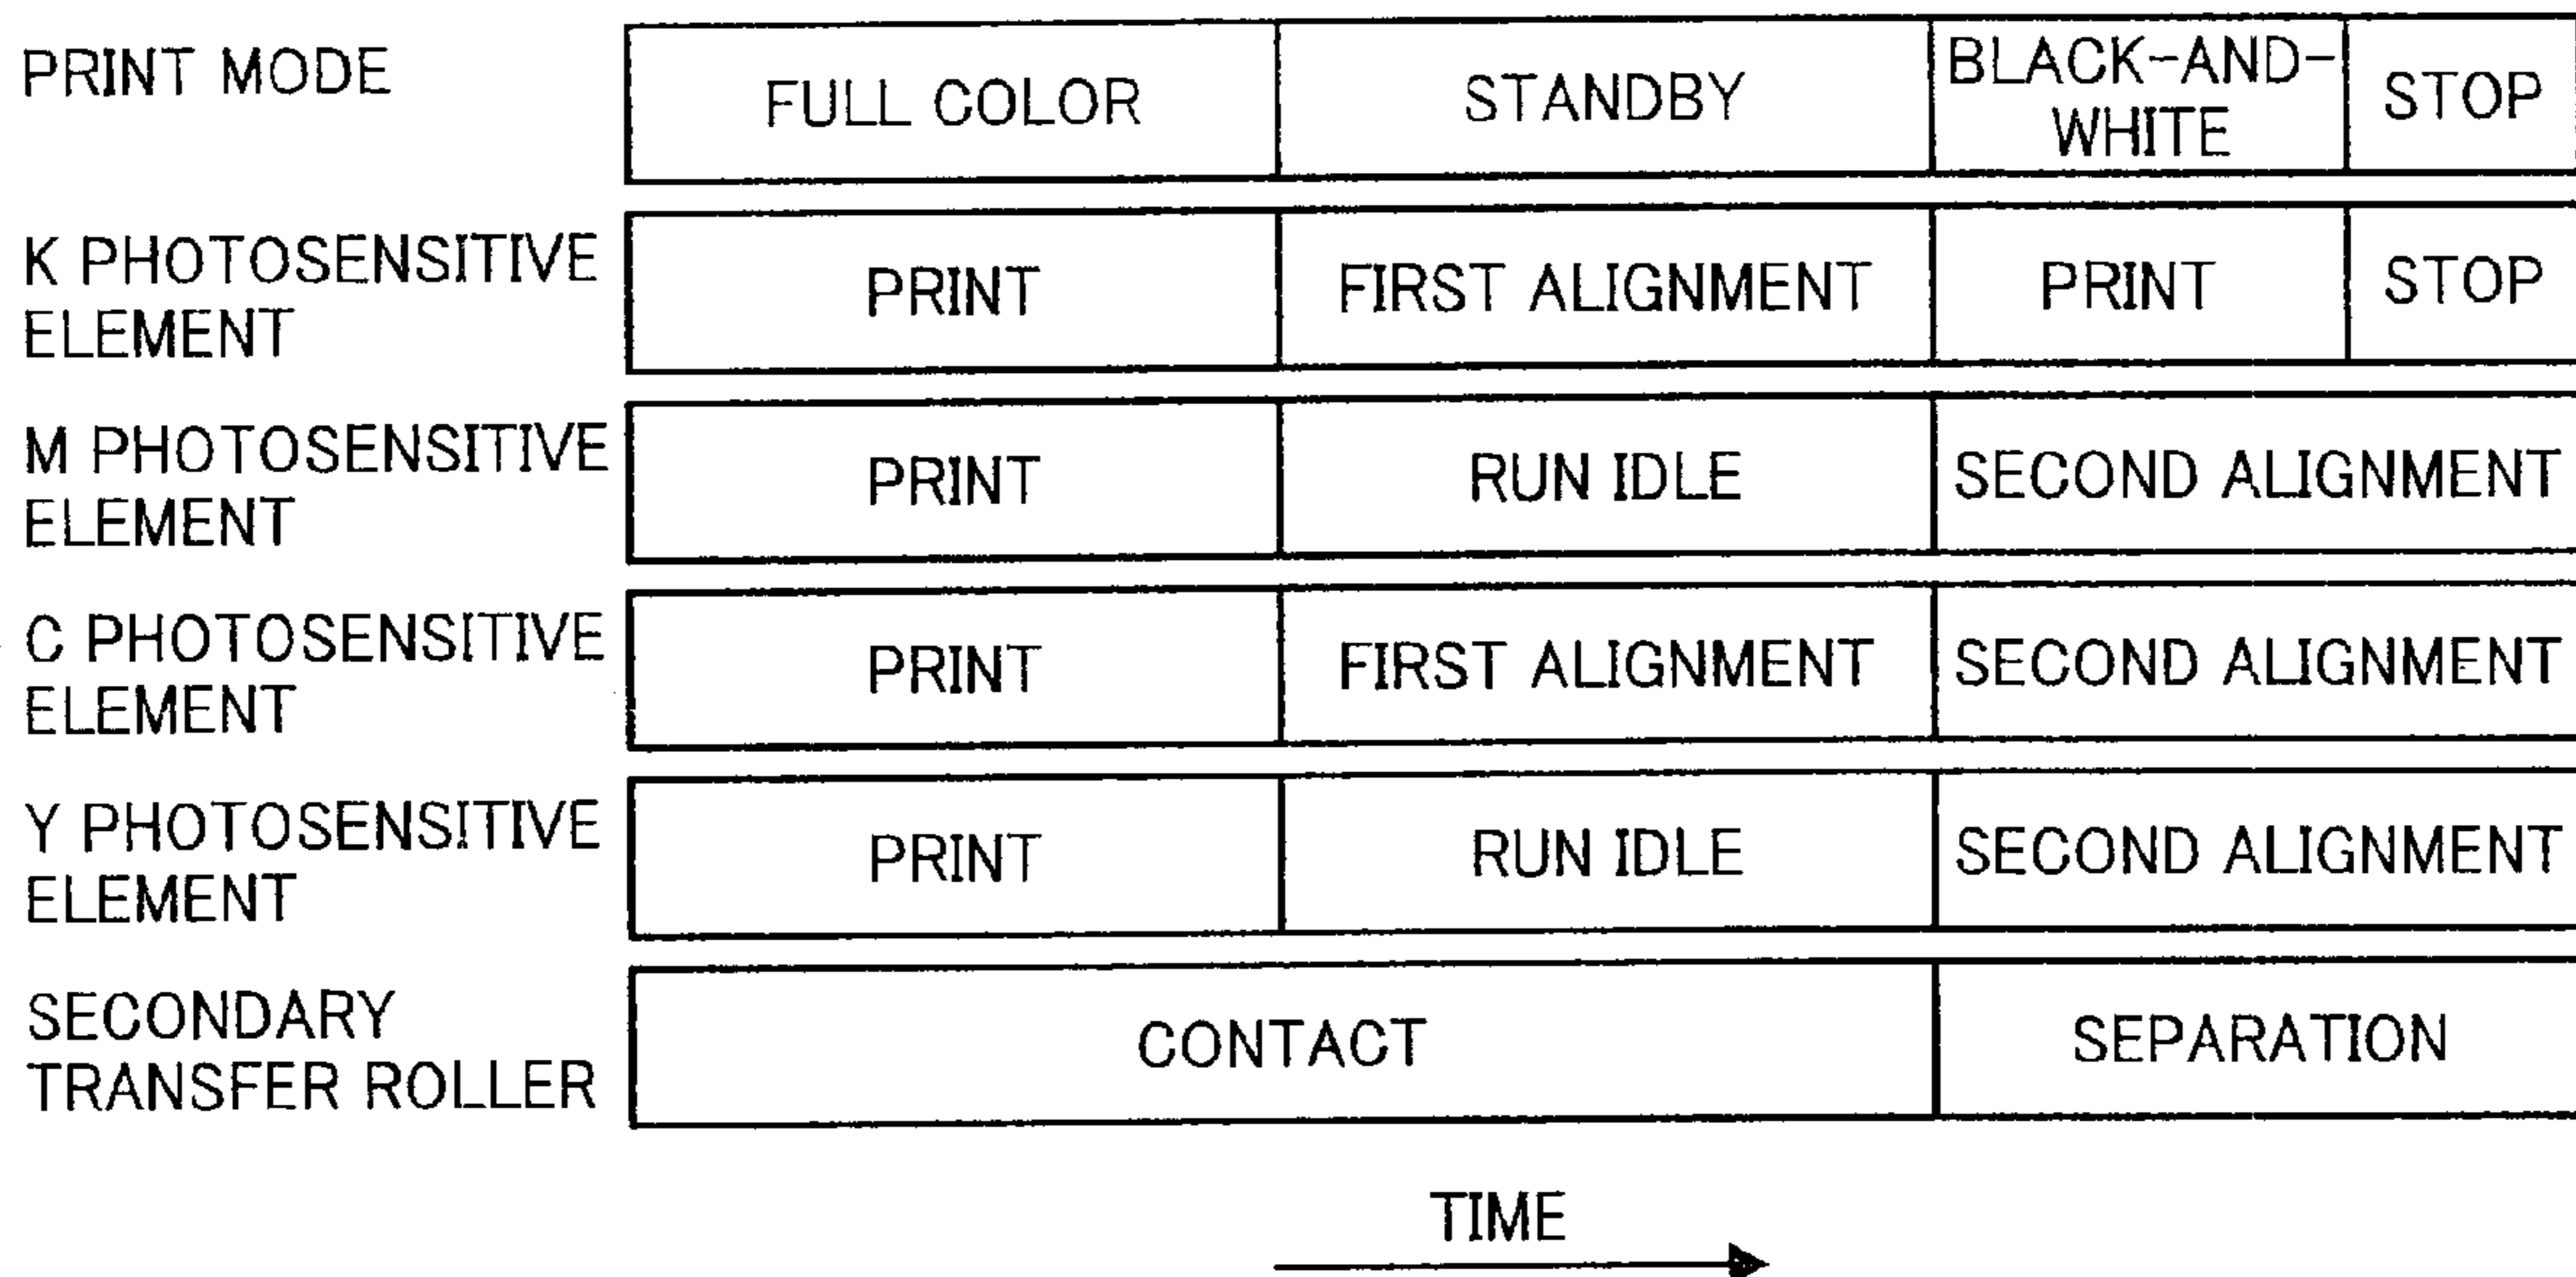 PRINT MODE
FULL COLOR
STANDBY
BLACK-AND-
WHITE
STOP
K PHOTOSENSITIVE
ELEMENT
PRINT
FIRST ALIGNMENT
PRINT
STOP
M PHOTOSENSITIVE
ELEMENT
PRINT
RUN IDLE
SECOND ALIGNMENT
C PHOTOSENSITIVE
ELEMENT
PRINT
FIRST ALIGNMENT
SECOND ALIGNMENT
Y PHOTOSENSITIVE
ELEMENT
PRINT
RUN IDLE
SECOND ALIGNMENT
SECONDARY
TRANSFER ROLLER
CONTACT
SEPARATION
TIME